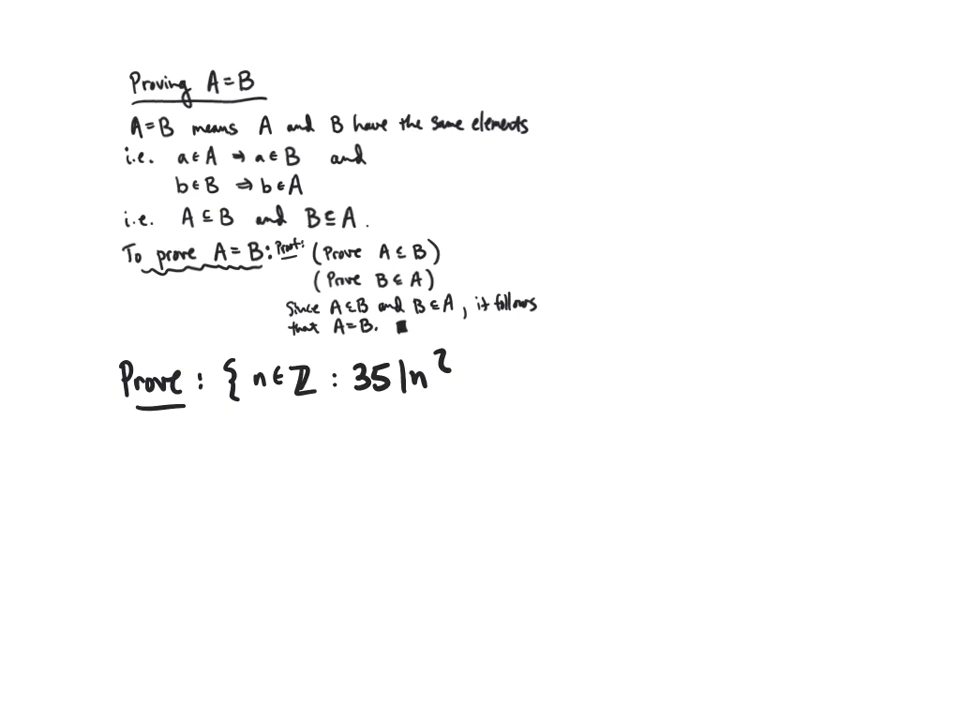 Proving A=B
A=B means A and B have the same elements
i.e. a∈A ⇒ a∈B and
b∈B ⇒ b∈A
i.e. A⊆B and B⊆A.
To prove A=B: Proof: (Prove A⊆B)
(Prove B⊆A)
Since A⊆B and B⊆A, it follows
that A=B. ■
Prove: { n∈ℤ : 35|n